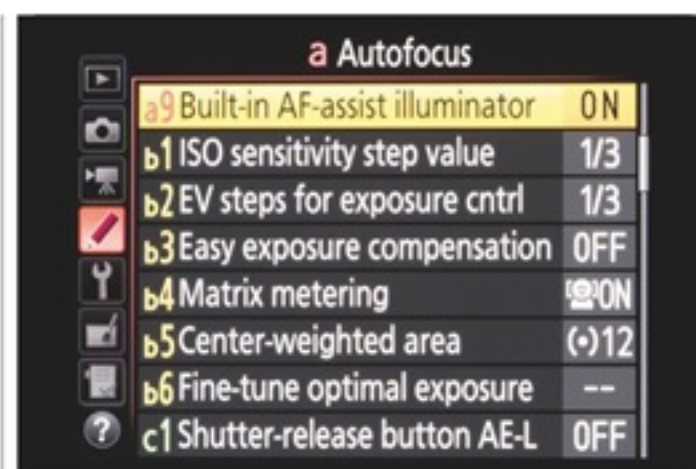 a Autofocus
a9 Built-in AF-assist illuminator ON
b1 ISO sensitivity step value 1/3
b2 EV steps for exposure cntrl 1/3
b3 Easy exposure compensation OFF
b4 Matrix metering ON
b5 Center-weighted area (•)12
b6 Fine-tune optimal exposure --
c1 Shutter-release button AE-L OFF
?